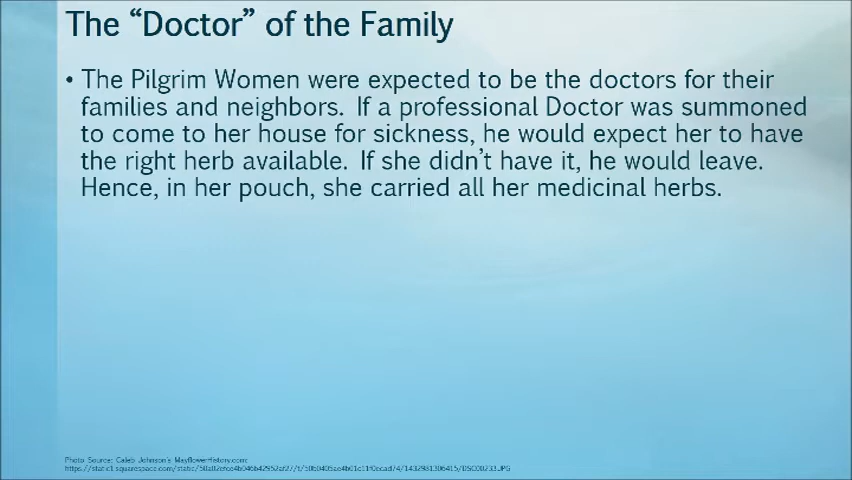 The “Doctor” of the Family
• The Pilgrim Women were expected to be the doctors for their
families and neighbors. If a professional Doctor was summoned
to come to her house for sickness, he would expect her to have
the right herb available. If she didn’t have it, he would leave.
Hence, in her pouch, she carried all her medicinal herbs.
Photo Source: Caleb Johnson's MayflowerHistory.com: